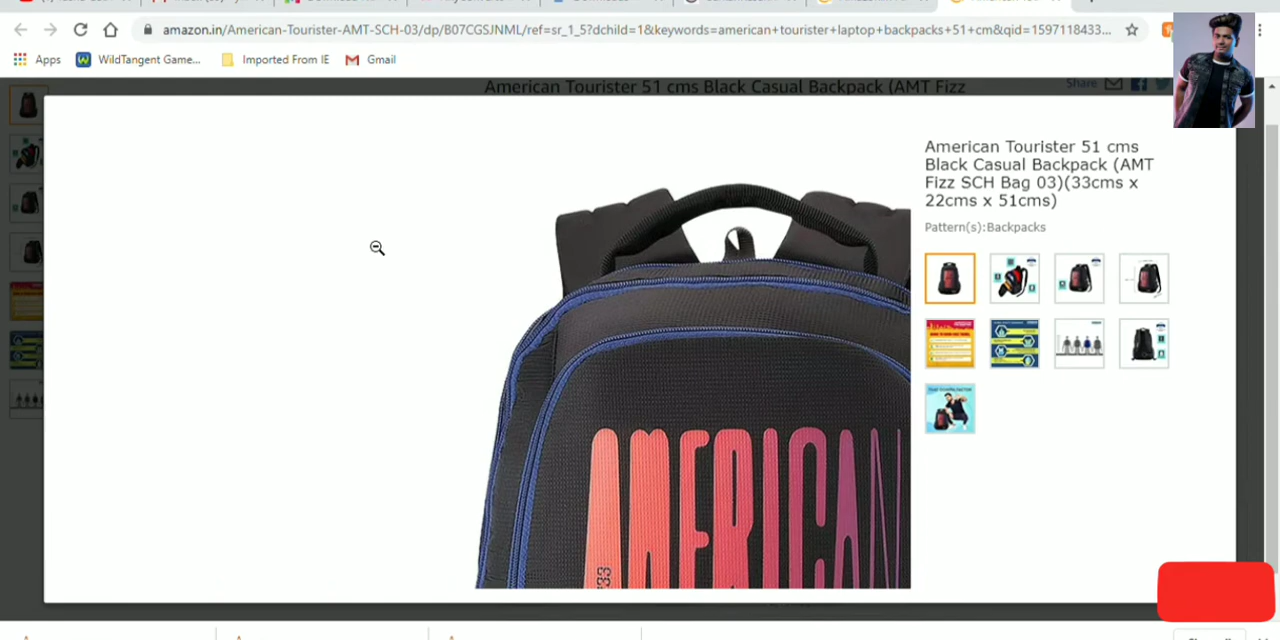 amazon.in/American-Tourister-AMT-SCH-03/dp/B07CGSJNML/ref=sr_1_5?dchild=1&keywords=american+tourister+laptop+backpacks+51+cm&qid=1597118433...
Apps
WildTangent Game...
Imported From IE
Gmail
American Tourister 51 cms Black Casual Backpack (AMT Fizz
Share
American Tourister 51 cms
Black Casual Backpack (AMT
Fizz SCH Bag 03)(33cms x
22cms x 51cms)
Pattern(s):Backpacks
AMERICAN